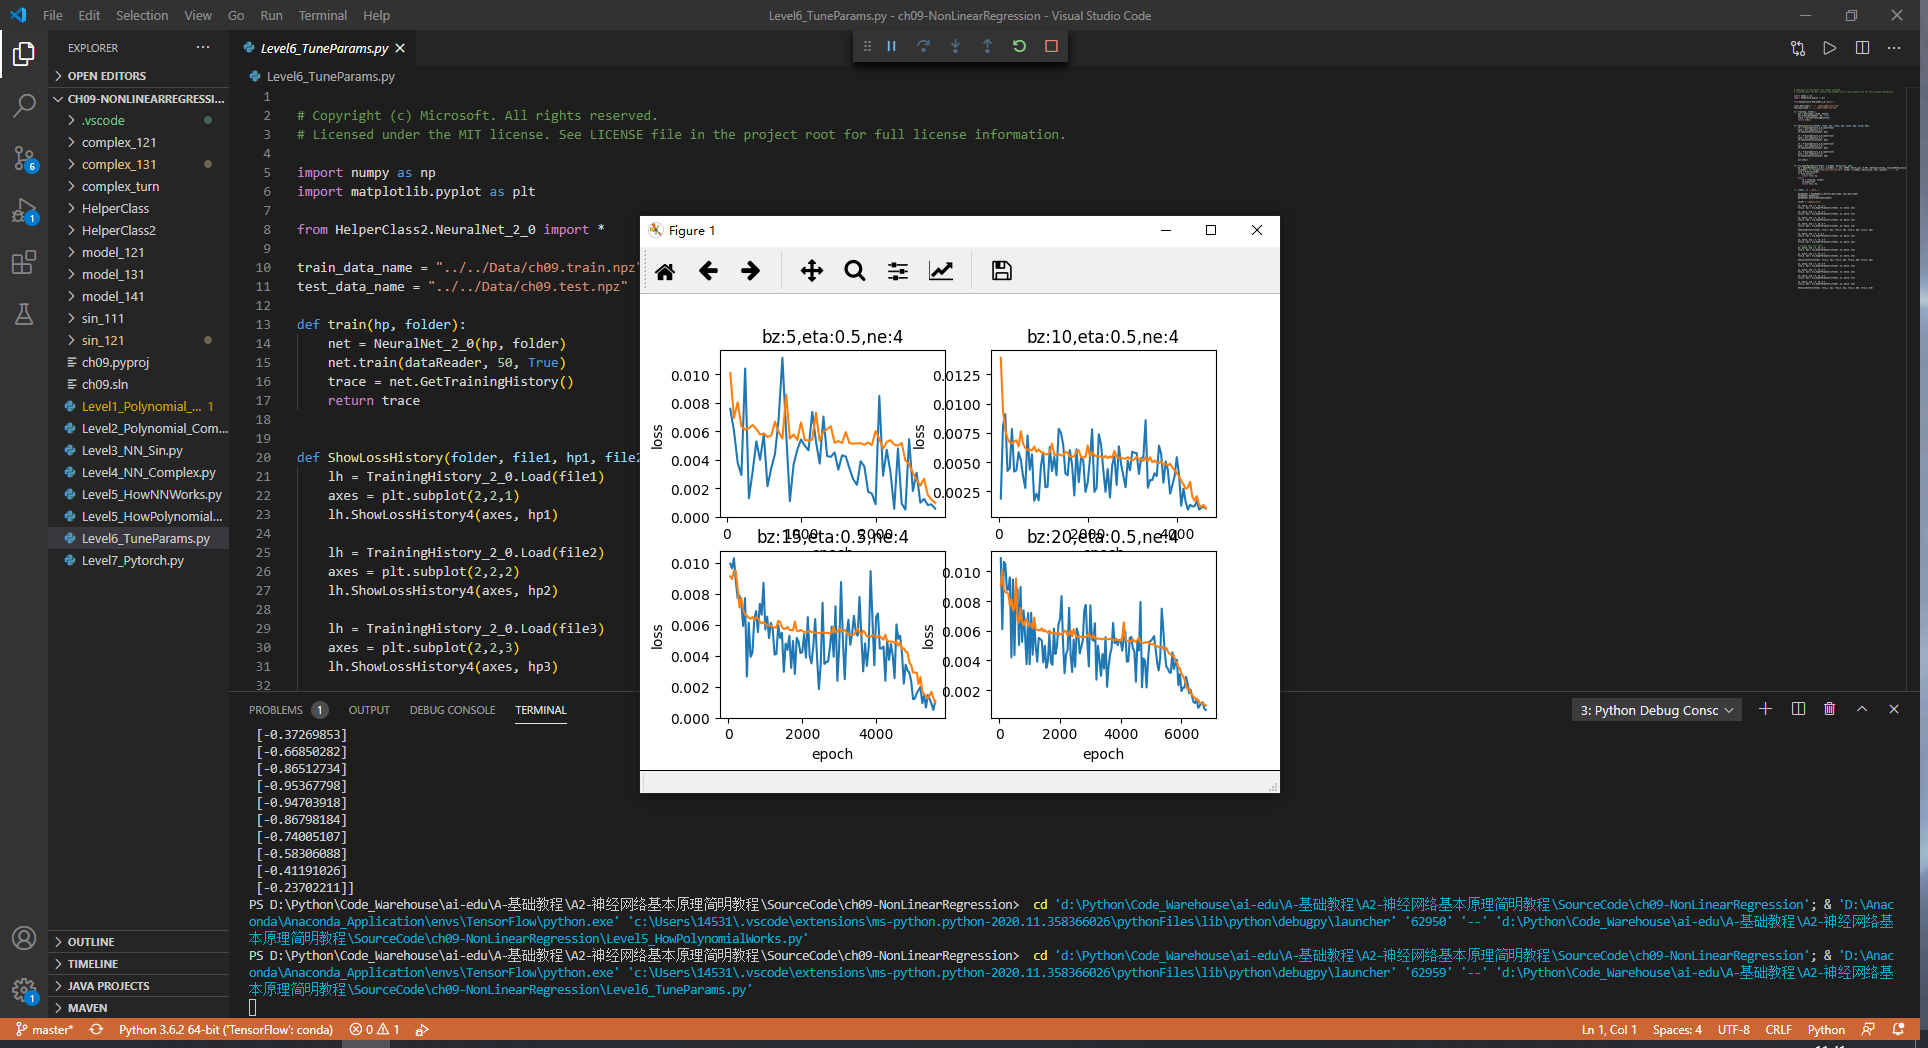 File Edit Selection View Go Run Terminal Help
Level6_TuneParams.py - ch09-NonLinearRegression - Visual Studio Code
EXPLORER
OPEN EDITORS
CH09-NONLINEARREGRESSI...
.vscode
complex_121
complex_131
complex_turn
HelperClass
HelperClass2
model_121
model_131
model_141
sin_111
sin_121
ch09.pyproj
ch09.sln
Level1_Polynomial_... 1
Level2_Polynomial_Com...
Level3_NN_Sin.py
Level4_NN_Complex.py
Level5_HowNNWorks.py
Level5_HowPolynomial...
Level6_TuneParams.py
Level7_Pytorch.py
OUTLINE
TIMELINE
JAVA PROJECTS
MAVEN
6
1
1
Level6_TuneParams.py
Level6_TuneParams.py
1
2 # Copyright (c) Microsoft. All rights reserved.
3 # Licensed under the MIT license. See LICENSE file in the project root for full license information.
4
5 import numpy as np
6 import matplotlib.pyplot as plt
7
8 from HelperClass2.NeuralNet_2_0 import *
9
10 train_data_name = "../../Data/ch09.train.npz"
11 test_data_name = "../../Data/ch09.test.npz"
12
13 def train(hp, folder):
14 net = NeuralNet_2_0(hp, folder)
15 net.train(dataReader, 50, True)
16 trace = net.GetTrainingHistory()
17 return trace
18
19
20 def ShowLossHistory(folder, file1, hp1, file2
21 lh = TrainingHistory_2_0.Load(file1)
22 axes = plt.subplot(2,2,1)
23 lh.ShowLossHistory4(axes, hp1)
24
25 lh = TrainingHistory_2_0.Load(file2)
26 axes = plt.subplot(2,2,2)
27 lh.ShowLossHistory4(axes, hp2)
28
29 lh = TrainingHistory_2_0.Load(file3)
30 axes = plt.subplot(2,2,3)
31 lh.ShowLossHistory4(axes, hp3)
32
Figure 1
bz:5,eta:0.5,ne:4
0.010
0.008
0.006
0.004
0.002
0.000
loss
0 1000 2000
epoch
bz:10,eta:0.5,ne:4
0.0125
0.0100
0.0075
0.0050
0.0025
loss
0 2000 4000
bz:15,eta:0.5,ne:4
0.010
0.008
0.006
0.004
0.002
0.000
loss
0 2000 4000
epoch
bz:20,eta:0.5,ne:4
0.010
0.008
0.006
0.004
0.002
loss
0 2000 4000 6000
epoch
PROBLEMS 1 OUTPUT DEBUG CONSOLE TERMINAL
3: Python Debug Consc
[-0.37269853]
[-0.66850282]
[-0.86512734]
[-0.95367798]
[-0.94703918]
[-0.86798184]
[-0.74005107]
[-0.58306088]
[-0.41191026]
[-0.23702211]]
PS D:\Python\Code_Warehouse\ai-edu\A-基础教程\A2-神经网络基本原理简明教程\SourceCode\ch09-NonLinearRegression> cd 'd:\Python\Code_Warehouse\ai-edu\A-基础教程\A2-神经网络基本原理简明教程\SourceCode\ch09-NonLinearRegression'; & 'D:\Anac
onda\Anaconda_Application\envs\TensorFlow\python.exe' 'c:\Users\14531\.vscode\extensions\ms-python.python-2020.11.358366026\pythonFiles\lib\python\debugpy\launcher' '62950' '--' 'd:\Python\Code_Warehouse\ai-edu\A-基础教程\A2-神经网络基
本原理简明教程\SourceCode\ch09-NonLinearRegression\Level5_HowPolynomialWorks.py'
PS D:\Python\Code_Warehouse\ai-edu\A-基础教程\A2-神经网络基本原理简明教程\SourceCode\ch09-NonLinearRegression> cd 'd:\Python\Code_Warehouse\ai-edu\A-基础教程\A2-神经网络基本原理简明教程\SourceCode\ch09-NonLinearRegression'; & 'D:\Anac
onda\Anaconda_Application\envs\TensorFlow\python.exe' 'c:\Users\14531\.vscode\extensions\ms-python.python-2020.11.358366026\pythonFiles\lib\python\debugpy\launcher' '62959' '--' 'd:\Python\Code_Warehouse\ai-edu\A-基础教程\A2-神经网络基
本原理简明教程\SourceCode\ch09-NonLinearRegression\Level6_TuneParams.py'
master* Python 3.6.2 64-bit ('TensorFlow': conda) 0 1
Ln 1, Col 1 Spaces: 4 UTF-8 CRLF Python